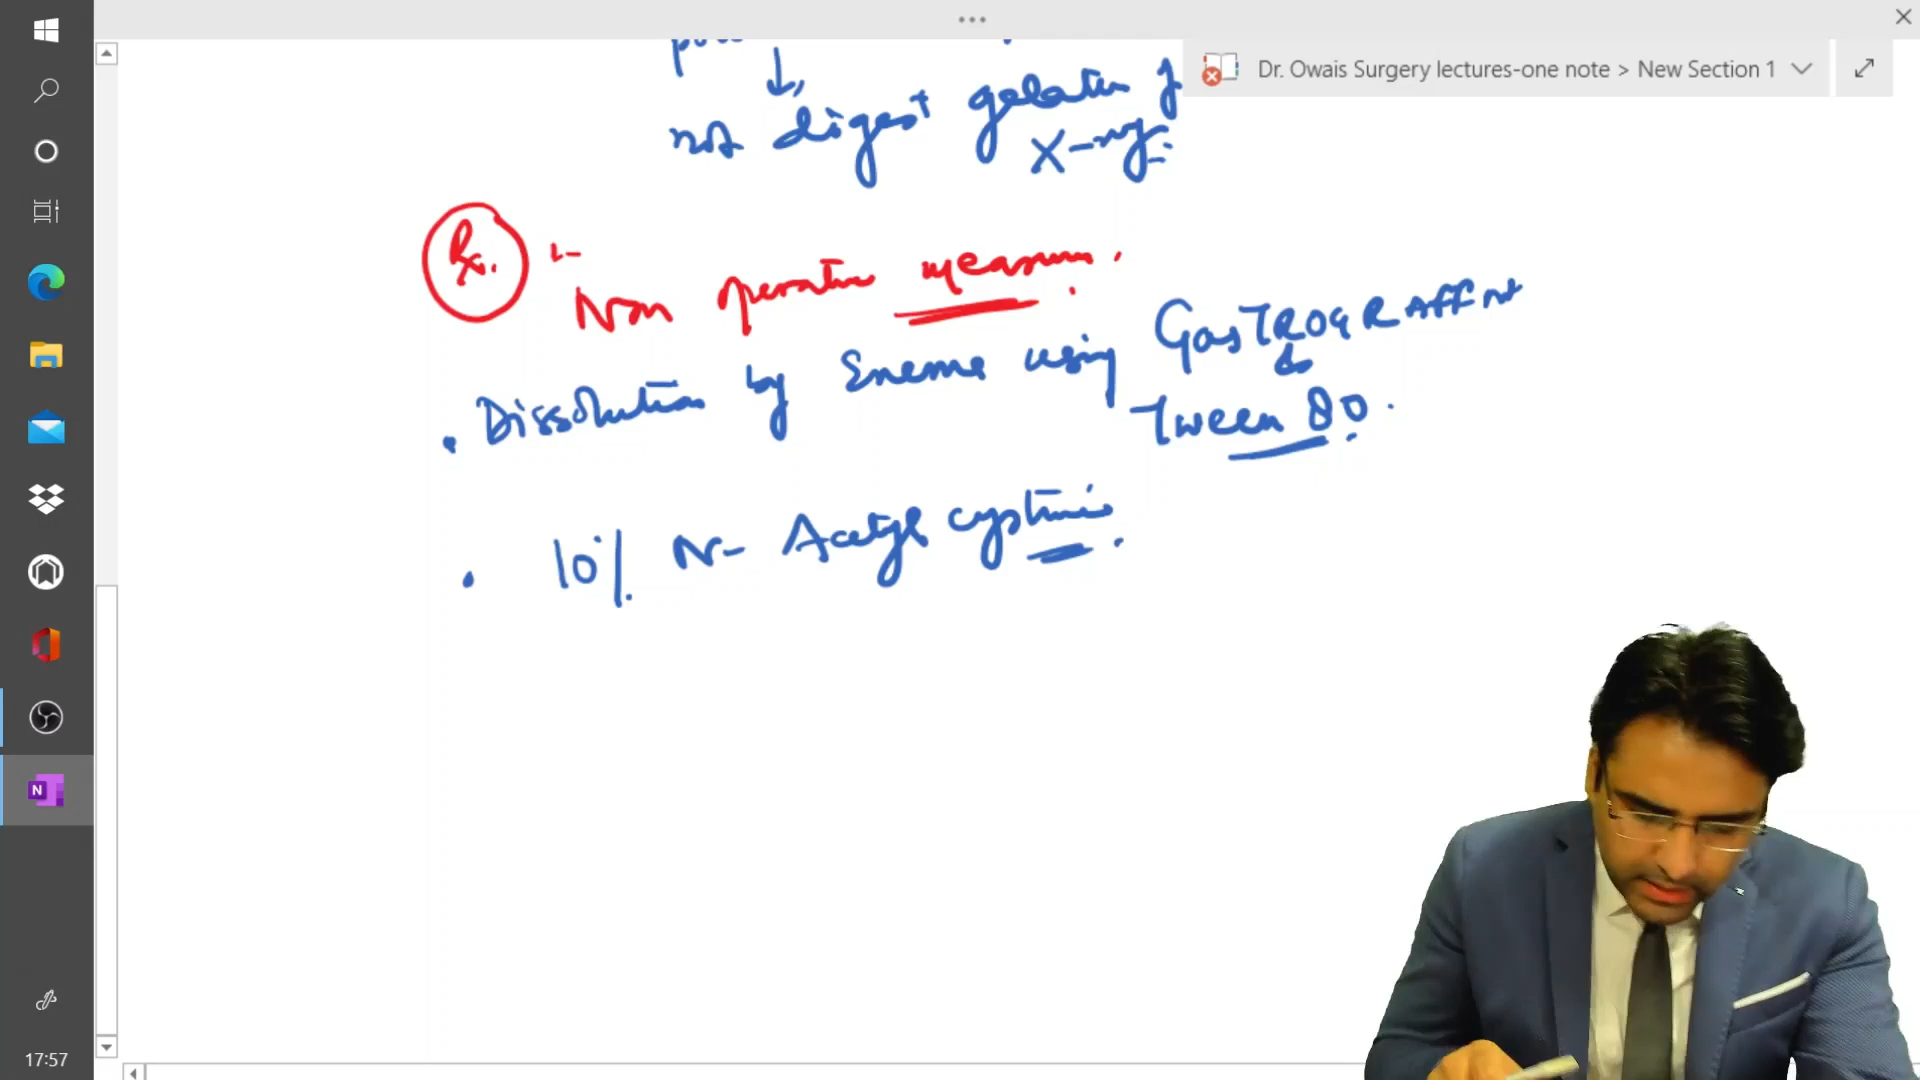 Dr. Owais Surgery lectures-one note > New Section 1
not digest gelatin
X-ray
Rx. :-
Non operative measures.
• Dissolution by Enema using GasTROGRAffin
&
Tween 80.
• 10% N- Acetyl cysteine.
N
17:57